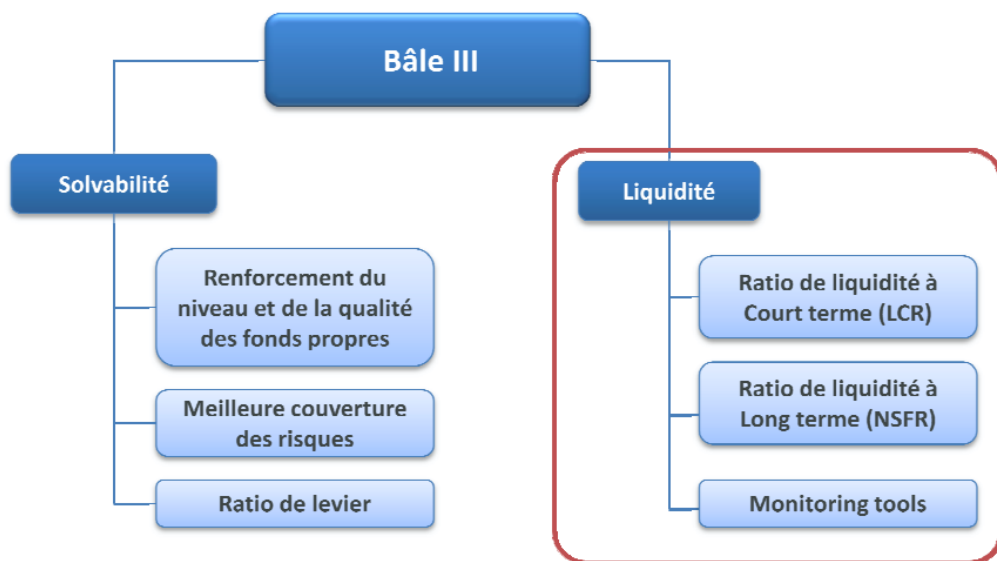 Bâle III
Solvabilité
Renforcement du
niveau et de la qualité
des fonds propres
Meilleure couverture
des risques
Ratio de levier
Liquidité
Ratio de liquidité à
Court terme (LCR)
Ratio de liquidité à
Long terme (NSFR)
Monitoring tools